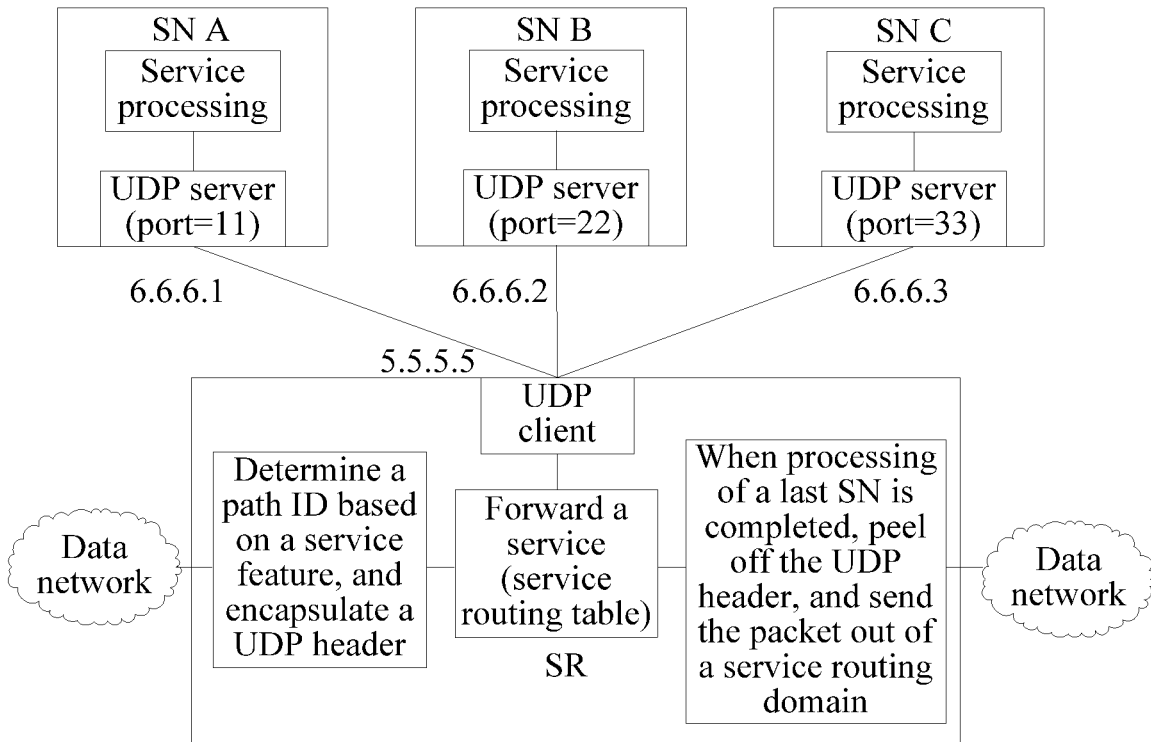 SN A
Service
processing
UDP server
(port=11)
SN B
Service
processing
UDP server
(port=22)
SN C
Service
processing
UDP server
(port=33)
6.6.6.1
6.6.6.2
6.6.6.3
5.5.5.5
UDP
client
Data
network
Determine a
path ID based
on a service
feature, and
encapsulate a
UDP header
Forward a
service
(service
routing table)
SR
When processing
of a last SN is
completed, peel
off the UDP
header, and send
the packet out of
a service routing
domain
Data
network